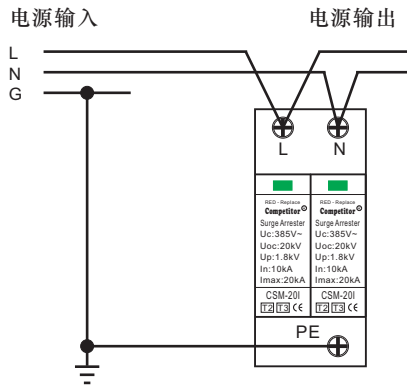 电源输入
电源输出
L
N
G
L N
RED - Replace RED - Replace
Competitor® Competitor®
Surge Arrester Surge Arrester
Uc:385V~ Uc:385V~
Uoc:20kV Uoc:20kV
Up:1.8kV Up:1.8kV
In:10kA In:10kA
Imax:20kA Imax:20kA
CSM-20I CSM-20I
T2 T3 CE T2 T3 CE
PE